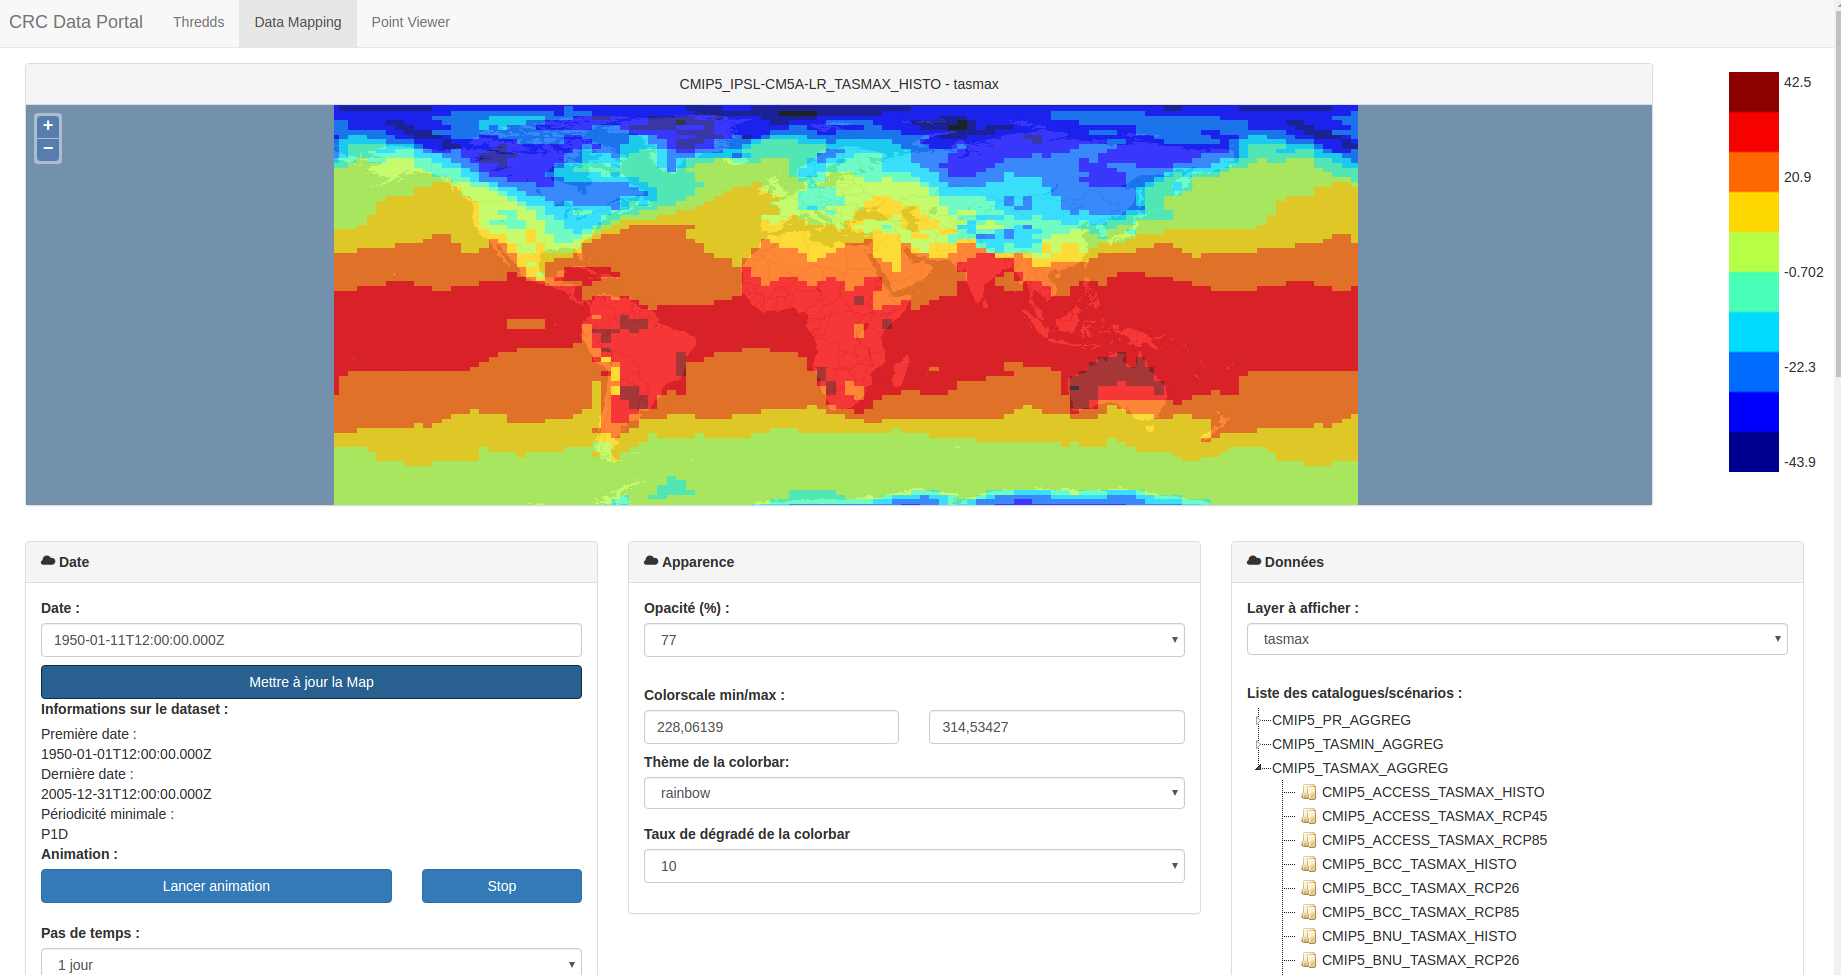 CRC Data Portal Thredds Data Mapping Point Viewer
CMIP5_IPSL-CM5A-LR_TASMAX_HISTO - tasmax
+
−
42.5
20.9
-0.702
-22.3
-43.9
Date
Date :
1950-01-11T12:00:00.000Z
Mettre à jour la Map
Informations sur le dataset :
Première date :
1950-01-01T12:00:00.000Z
Dernière date :
2005-12-31T12:00:00.000Z
Périodicité minimale :
P1D
Animation :
Lancer animation Stop
Pas de temps :
1 jour
Apparence
Opacité (%) :
77
Colorscale min/max :
228,06139 314,53427
Thème de la colorbar:
rainbow
Taux de dégradé de la colorbar
10
Données
Layer à afficher :
tasmax
Liste des catalogues/scénarios :
CMIP5_PR_AGGREG
CMIP5_TASMIN_AGGREG
CMIP5_TASMAX_AGGREG
CMIP5_ACCESS_TASMAX_HISTO
CMIP5_ACCESS_TASMAX_RCP45
CMIP5_ACCESS_TASMAX_RCP85
CMIP5_BCC_TASMAX_HISTO
CMIP5_BCC_TASMAX_RCP26
CMIP5_BCC_TASMAX_RCP85
CMIP5_BNU_TASMAX_HISTO
CMIP5_BNU_TASMAX_RCP26